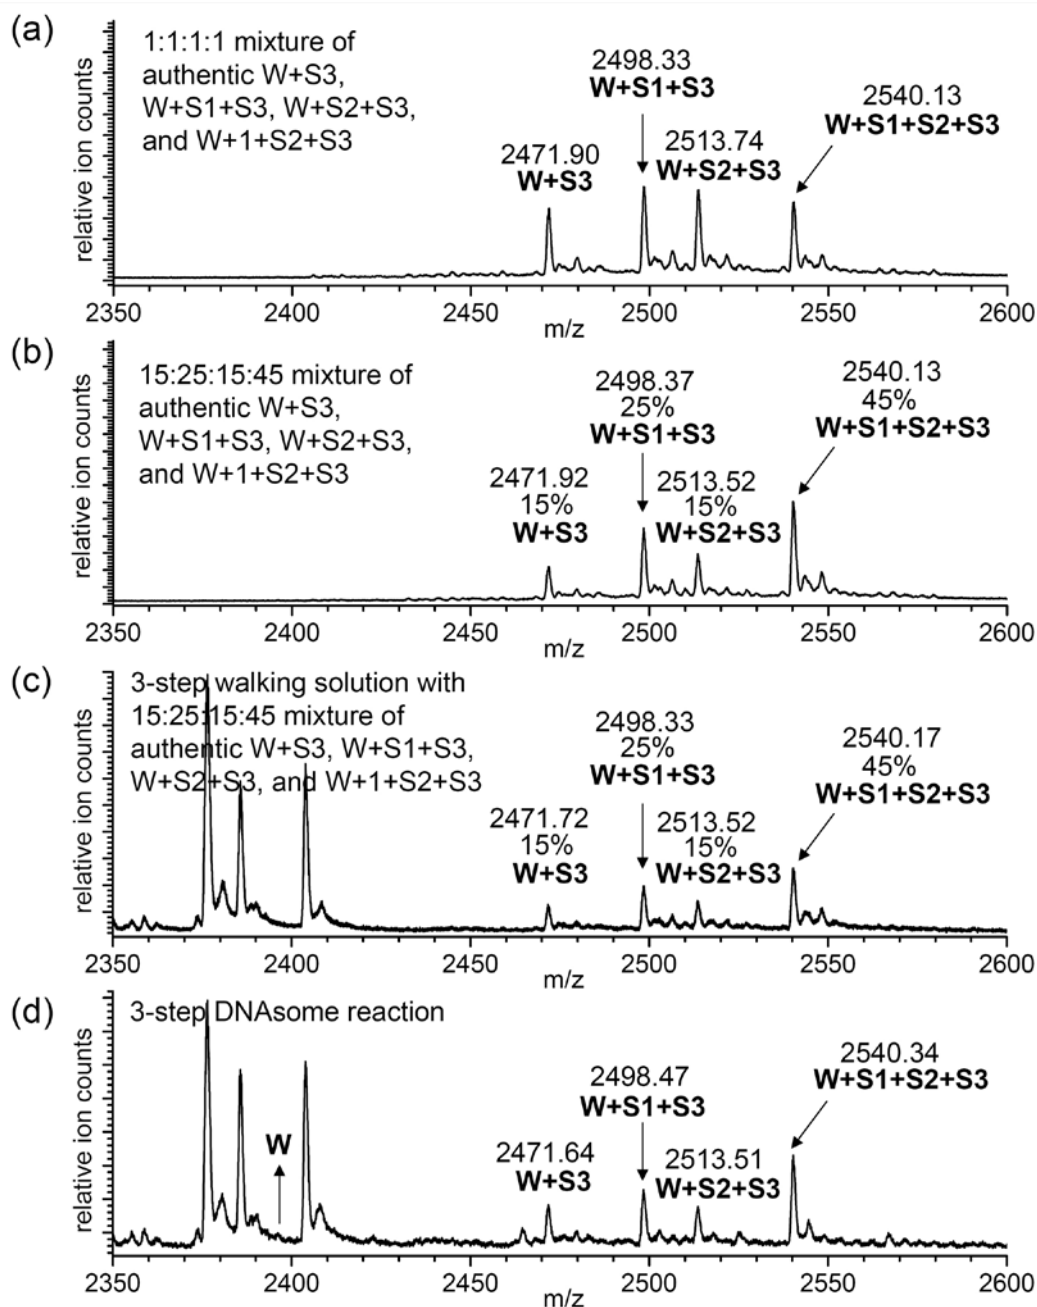 (a)
1:1:1:1 mixture of
authentic W+S3,
W+S1+S3, W+S2+S3,
and W+1+S2+S3
2471.90
W+S3
2498.33
W+S1+S3
2513.74
W+S2+S3
2540.13
W+S1+S2+S3
relative ion counts
2350 2400 2450 2500 2550 2600
m/z
(b)
15:25:15:45 mixture of
authentic W+S3,
W+S1+S3, W+S2+S3,
and W+1+S2+S3
2471.92
15%
W+S3
2498.37
25%
W+S1+S3
2513.52
15%
W+S2+S3
2540.13
45%
W+S1+S2+S3
relative ion counts
2350 2400 2450 2500 2550 2600
m/z
(c)
3-step walking solution with
15:25:15:45 mixture of
authentic W+S3, W+S1+S3,
W+S2+S3, and W+1+S2+S3
2471.72
15%
W+S3
2498.33
25%
W+S1+S3
2513.52
15%
W+S2+S3
2540.17
45%
W+S1+S2+S3
relative ion counts
2350 2400 2450 2500 2550 2600
m/z
(d)
3-step DNAsome reaction
W
2471.64
W+S3
2498.47
W+S1+S3
2513.51
W+S2+S3
2540.34
W+S1+S2+S3
relative ion counts
2350 2400 2450 2500 2550 2600
m/z